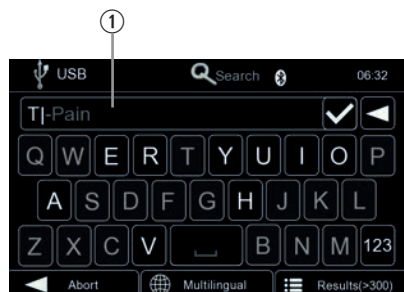 1
USB Search 06:32
T|-Pain
Q W E R T Y U I O P
A S D F G H J K L
Z X C V B N M 123
Abort Multilingual Results(>300)